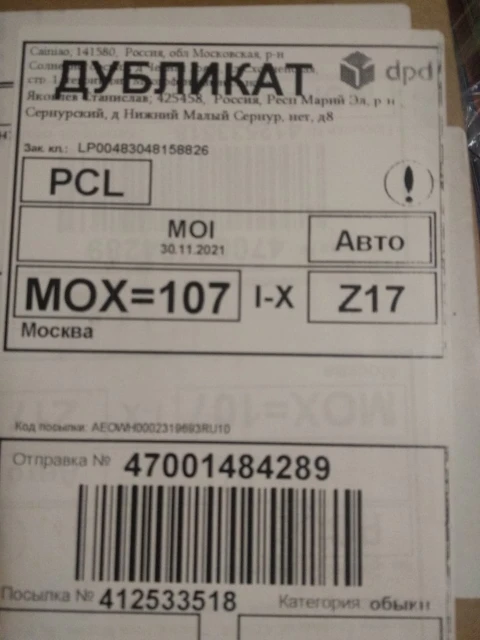 Cainiao, 141580, Россия, обл Московская, р-н
ДУБЛИКАТ
dpd
Яковлев Станислав, 425458, Россия, Респ Марий Эл, р-н
Сернурский, д Нижний Малый Сернур, нет, д8
Зак. кл.: LP00483048158826
PCL
!
MOI
30.11.2021
Авто
MOX=107
I-X
Z17
Москва
Код посылки: AEOWH0002319693RU10
Отправка № 47001484289
Посылка № 412533518
Категория: обыкн